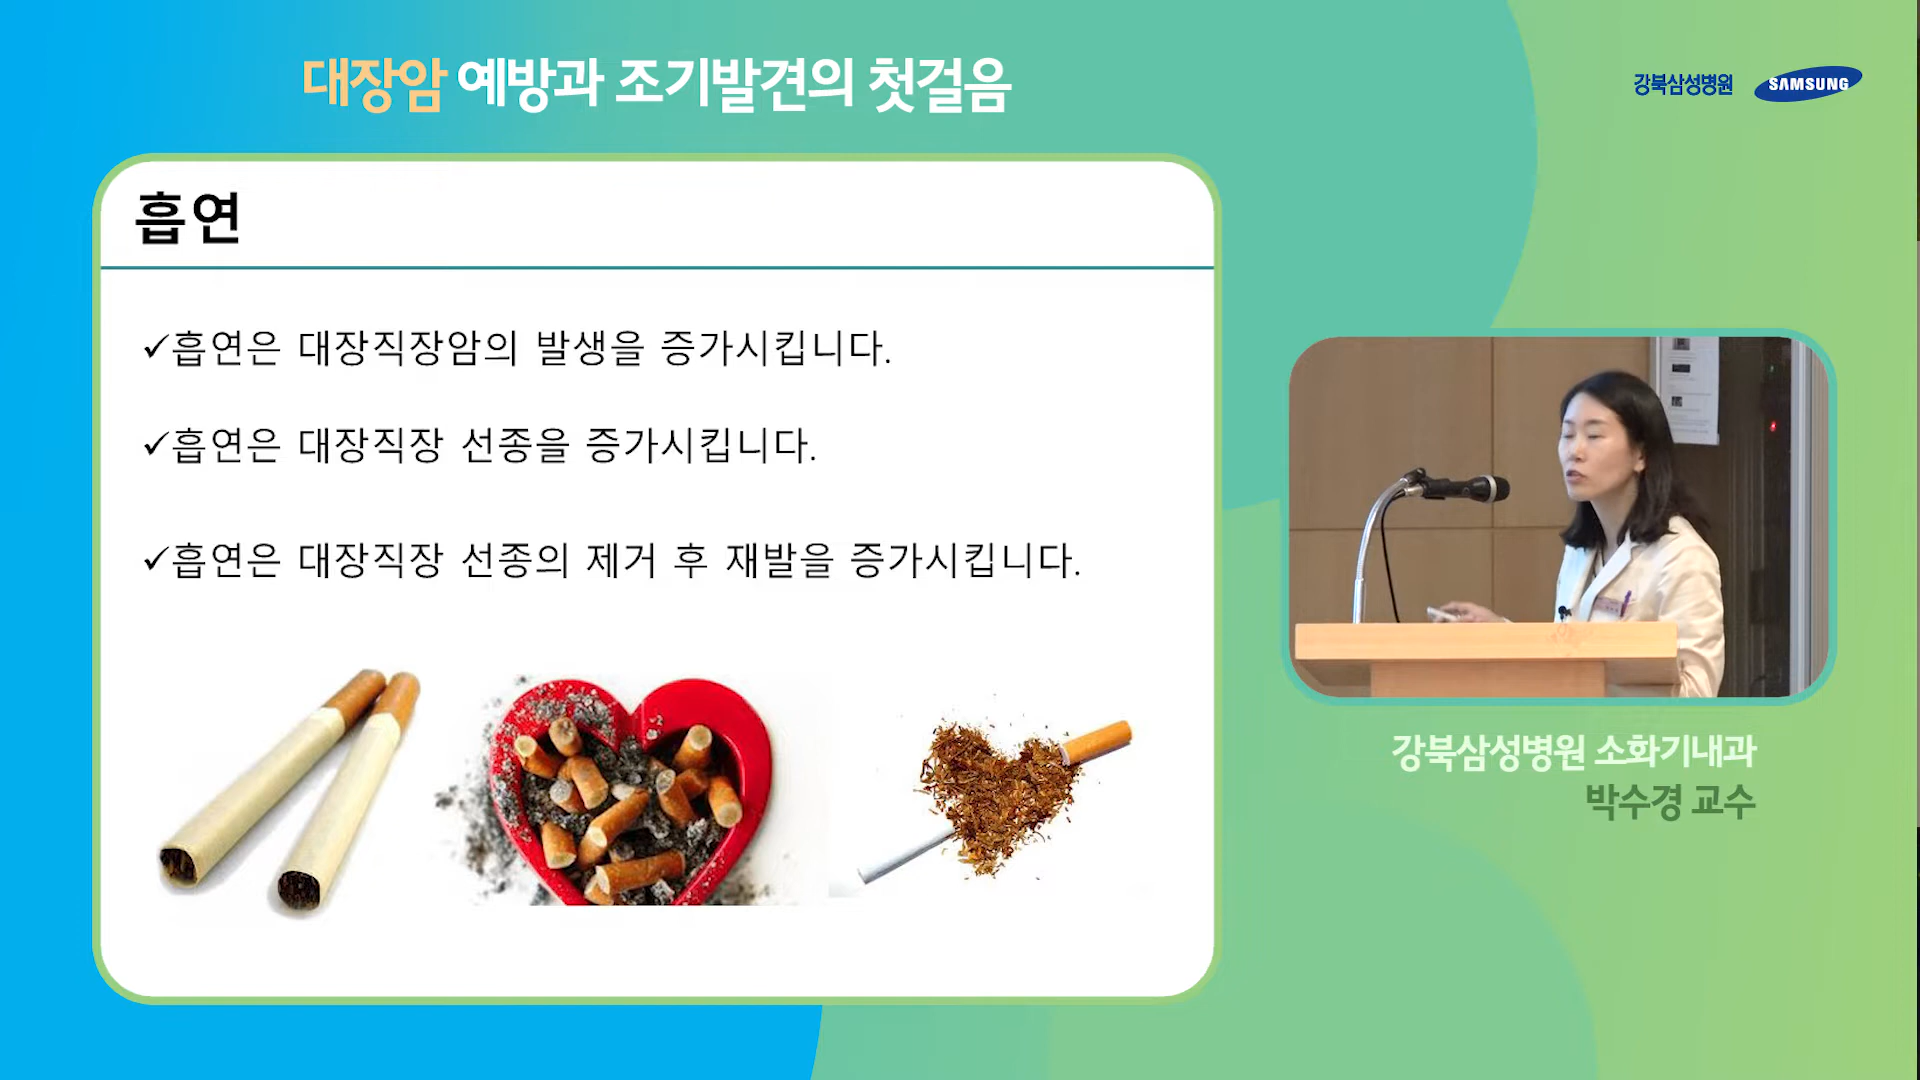 대장암 예방과 조기발견의 첫걸음
강북삼성병원 SAMSUNG
흡연
✓흡연은 대장직장암의 발생을 증가시킵니다.
✓흡연은 대장직장 선종을 증가시킵니다.
✓흡연은 대장직장 선종의 제거 후 재발을 증가시킵니다.
강북삼성병원 소화기내과
박수경 교수